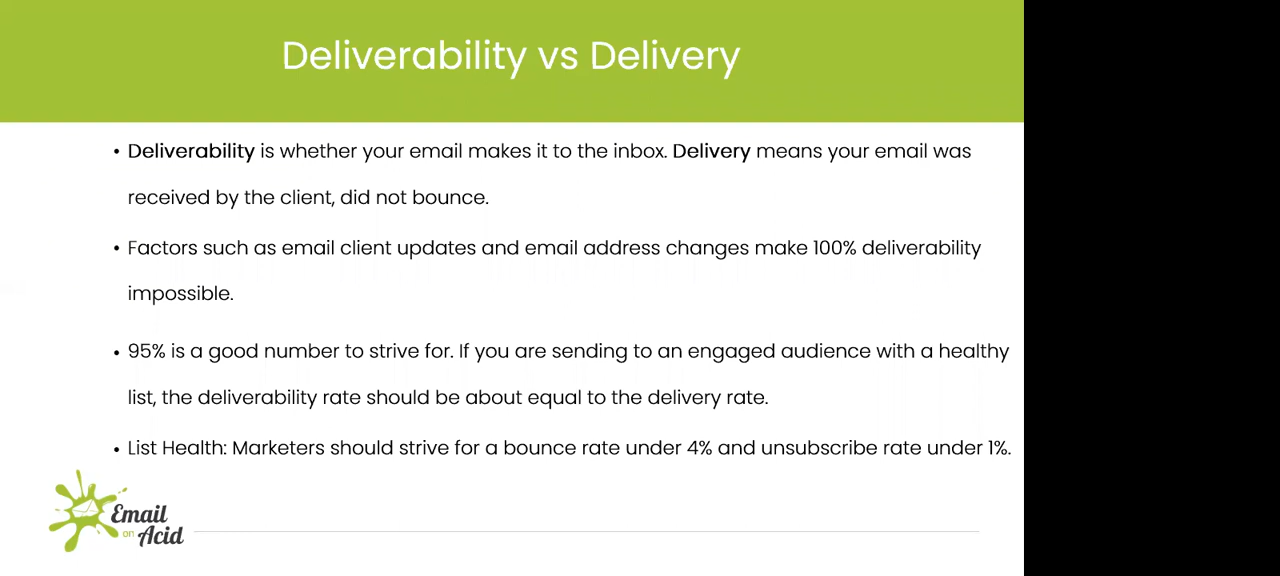 Deliverability vs Delivery
• Deliverability is whether your email makes it to the inbox. Delivery means your email was
received by the client, did not bounce.
• Factors such as email client updates and email address changes make 100% deliverability
impossible.
• 95% is a good number to strive for. If you are sending to an engaged audience with a healthy
list, the deliverability rate should be about equal to the delivery rate.
• List Health: Marketers should strive for a bounce rate under 4% and unsubscribe rate under 1%.
Email
on Acid